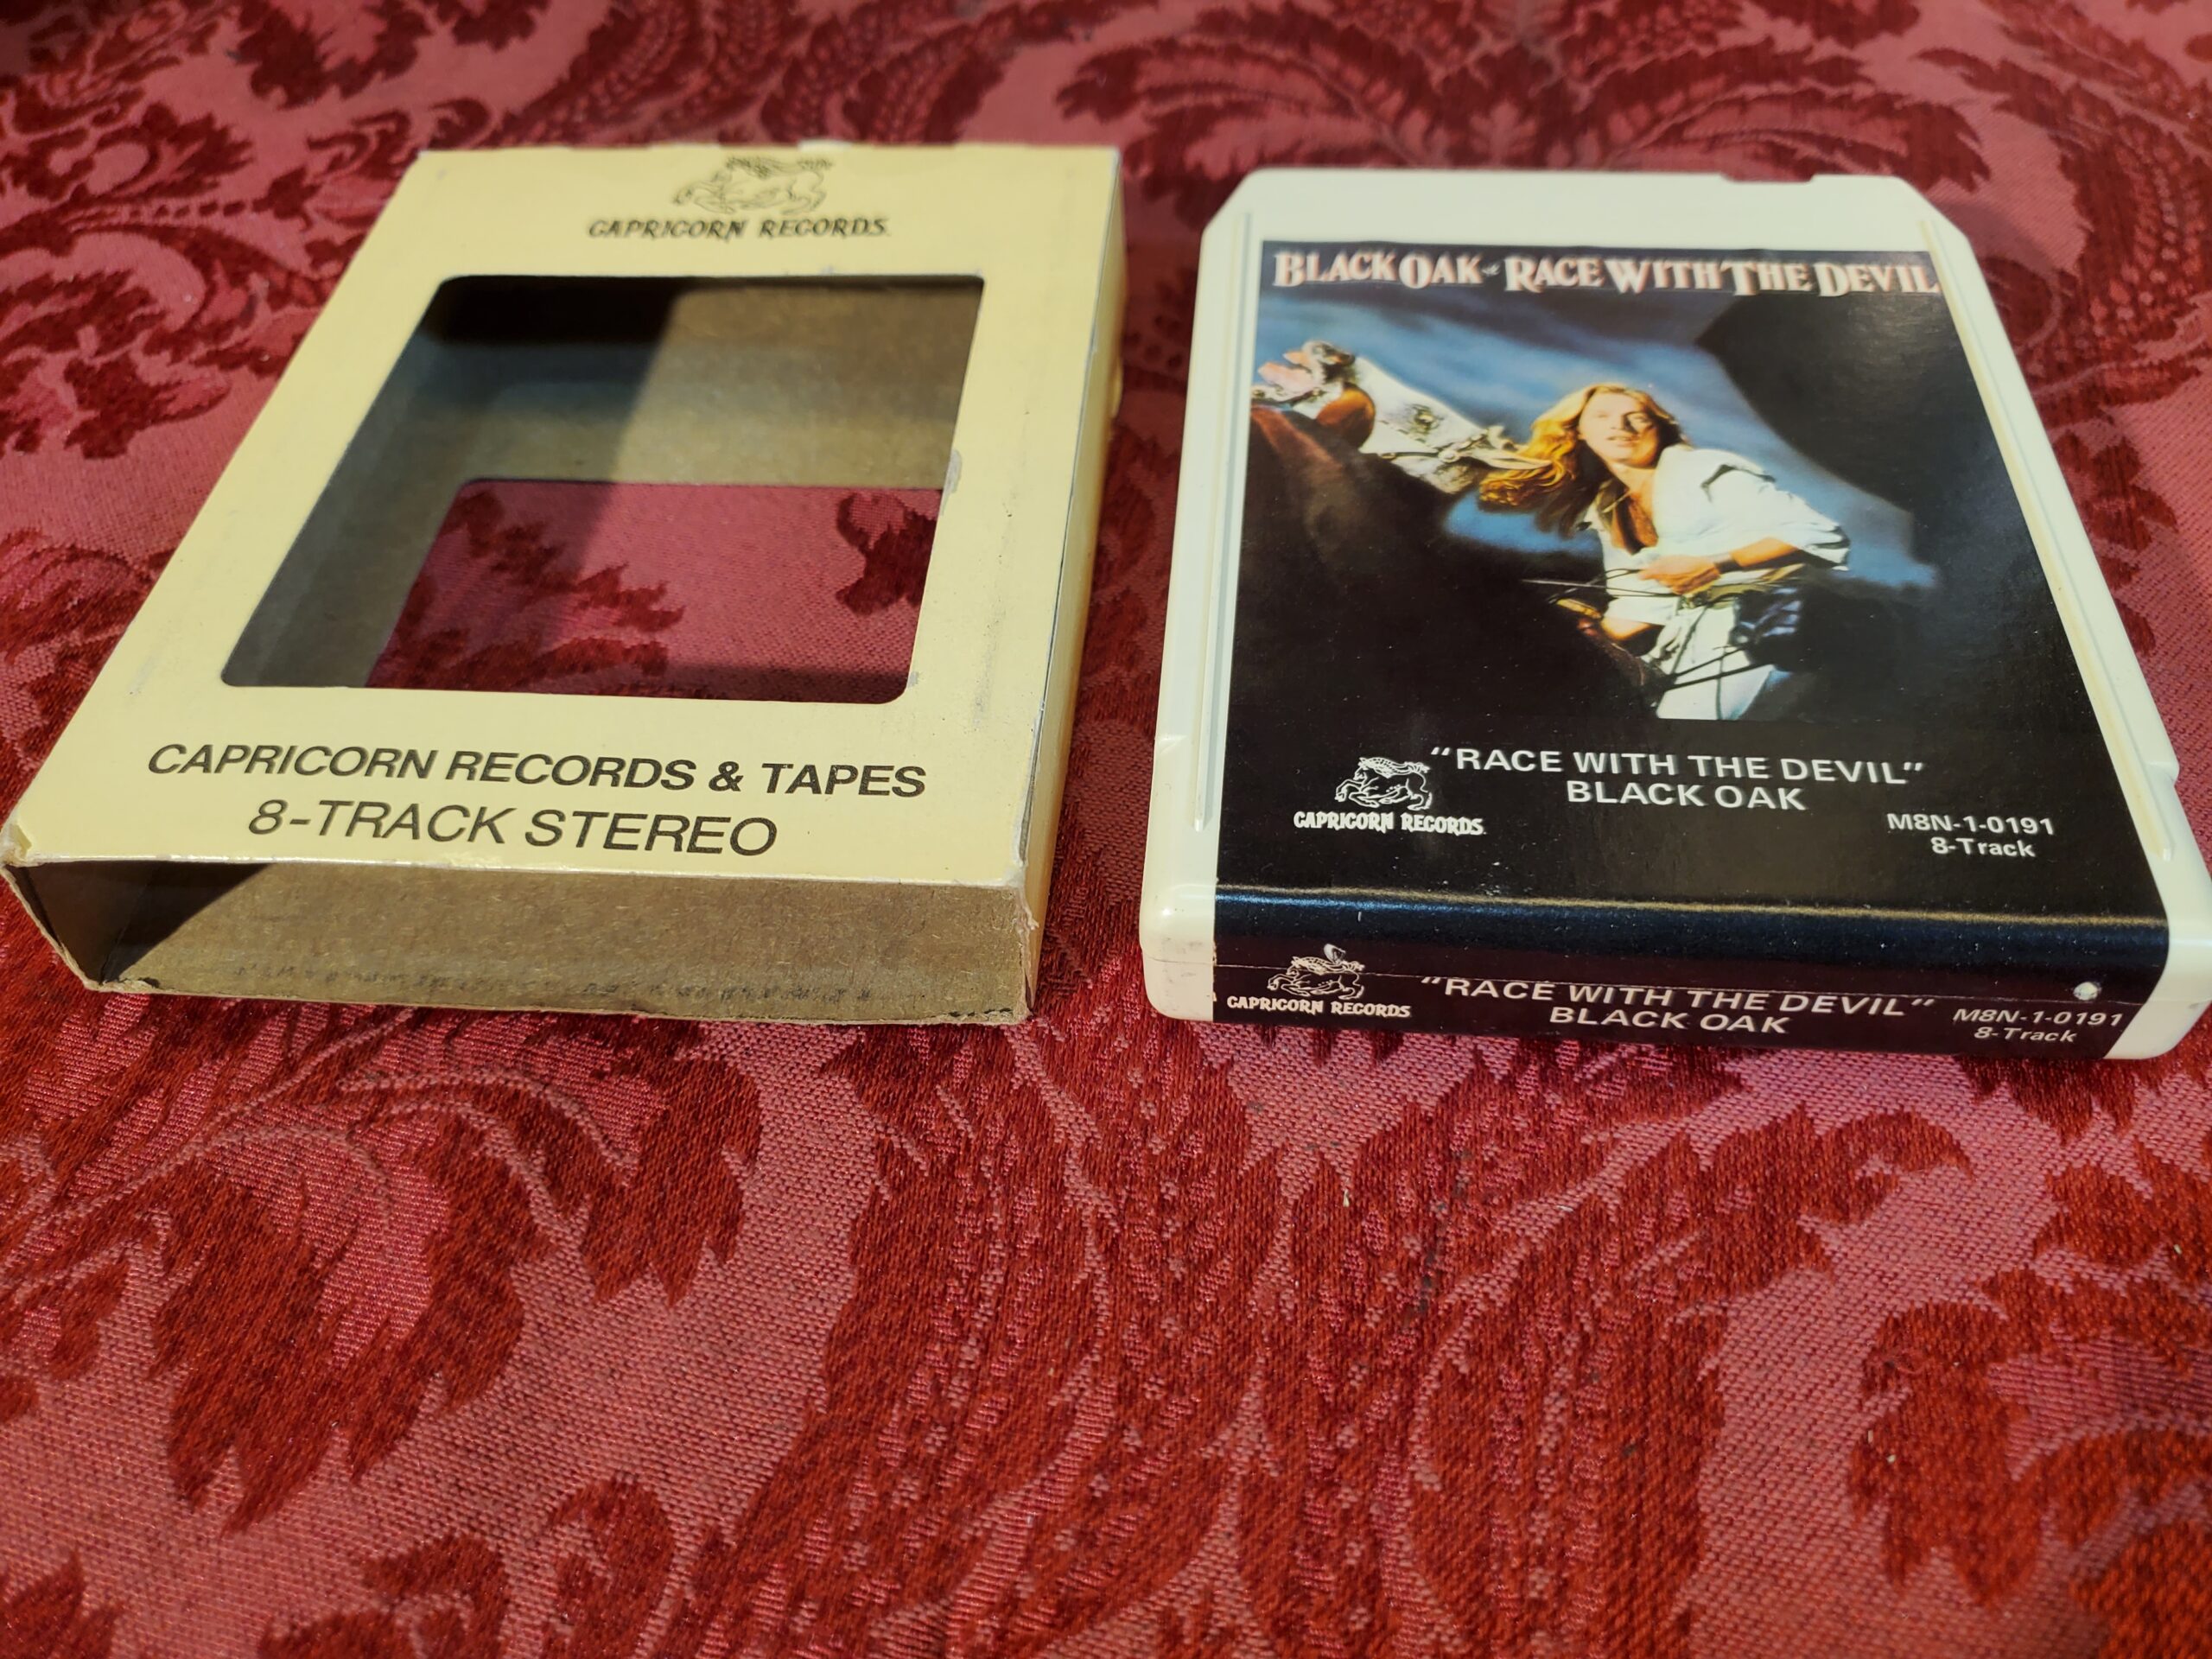 CAPRICORN RECORDS.
CAPRICORN RECORDS & TAPES
8-TRACK STEREO
BLACK OAK RACE WITH THE DEVIL
"RACE WITH THE DEVIL"
BLACK OAK
CAPRICORN RECORDS.
M8N-1-0191
8-Track
CAPRICORN RECORDS
"RACE WITH THE DEVIL"
BLACK OAK
M8N-1-0191
8-Track